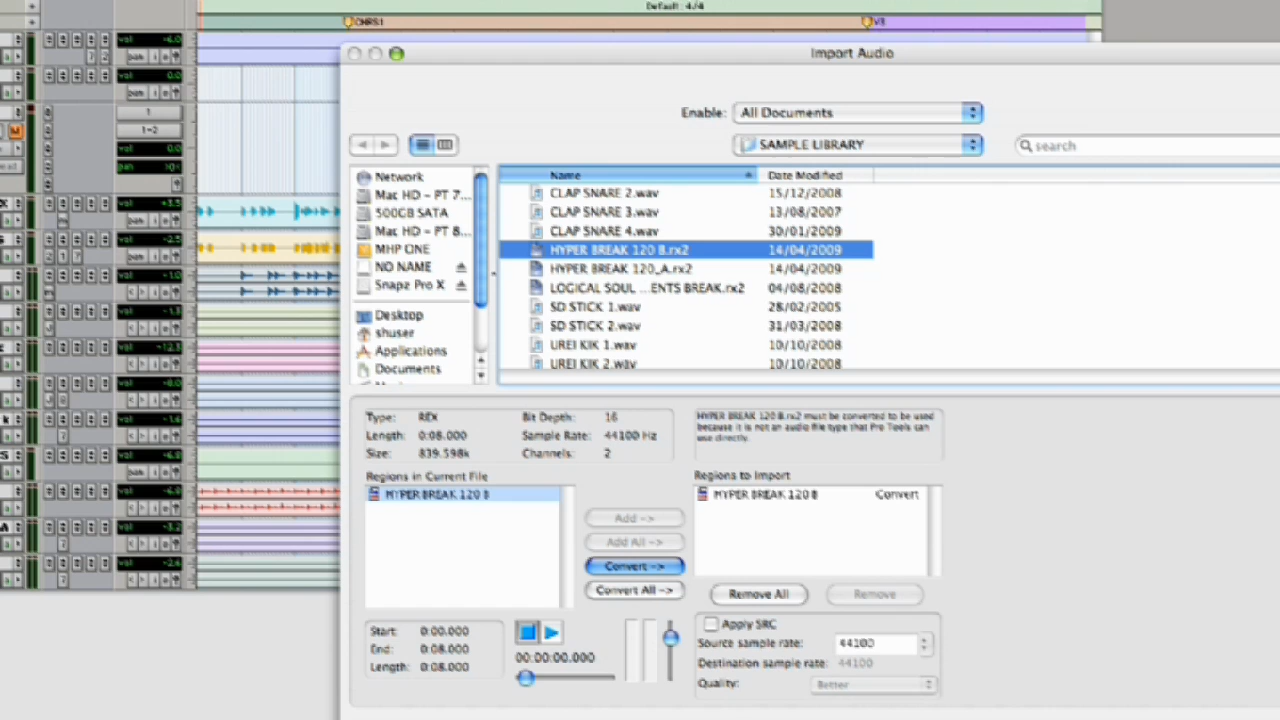 Default: 4/4
CHRS1
V3
Import Audio
Enable: All Documents
SAMPLE LIBRARY
search
Network
Mac HD - PT 7...
500GB SATA
Mac HD - PT 8...
MHP ONE
NO NAME
Snapz Pro X
Desktop
shuser
Applications
Documents
Name Date Modified
CLAP SNARE 2.wav 15/12/2008
CLAP SNARE 3.wav 13/08/2007
CLAP SNARE 4.wav 30/01/2009
HYPER BREAK 120 B.rx2 14/04/2009
HYPER BREAK 120_A.rx2 14/04/2009
LOGICAL SOUL ...ENTS BREAK.rx2 04/08/2008
SD STICK 1.wav 28/02/2005
SD STICK 2.wav 31/03/2008
UREI KIK 1.wav 10/10/2008
UREI KIK 2.wav 10/10/2008
Type: REX Bit Depth: 16
Length: 0:08.000 Sample Rate: 44100 Hz
Size: 839.598k Channels: 2
HYPER BREAK 120 B.rx2 must be converted to be used
because it is not an audio file type that Pro Tools can
use directly.
Regions in Current File
HYPER BREAK 120 B
Add ->
Add All ->
Convert ->
Convert All ->
Regions to Import
HYPER BREAK 120 B Convert
Remove All
Remove
Start: 0:00.000
End: 0:08.000
Length: 0:08.000
00:00:00.000
Apply SRC
Source sample rate: 44100
Destination sample rate: 44100
Quality: Better